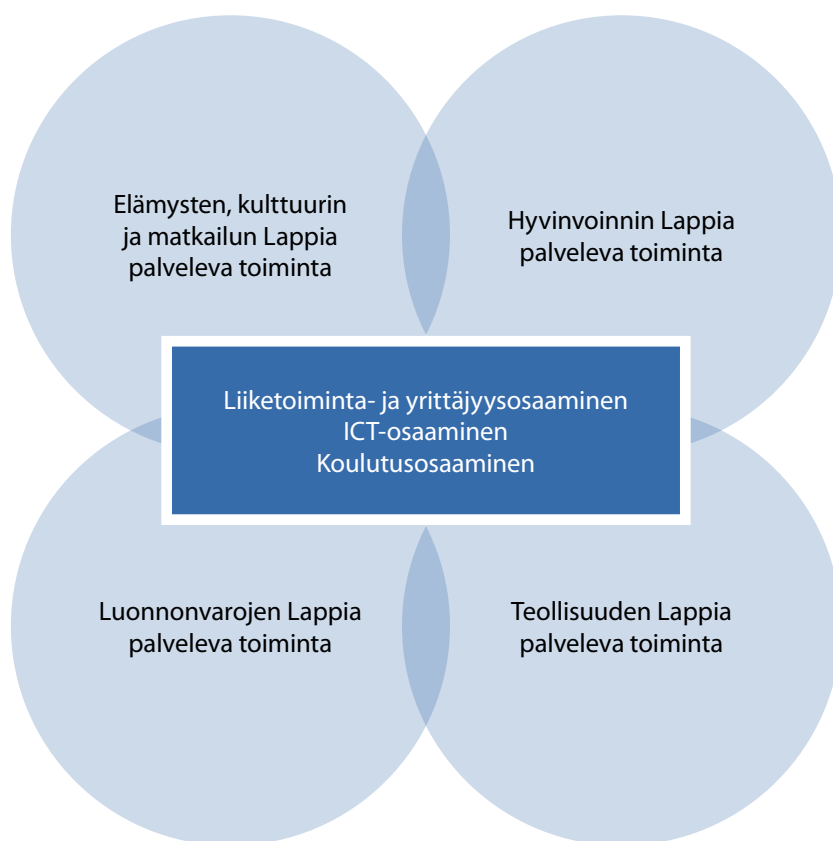 Elämysten, kulttuurin
ja matkailun Lappia
palveleva toiminta
Hyvinvoinnin Lappia
palveleva toiminta
Liiketoiminta- ja yrittäjyysosaaminen
ICT-osaaminen
Koulutusosaaminen
Luonnonvarojen Lappia
palveleva toiminta
Teollisuuden Lappia
palveleva toiminta